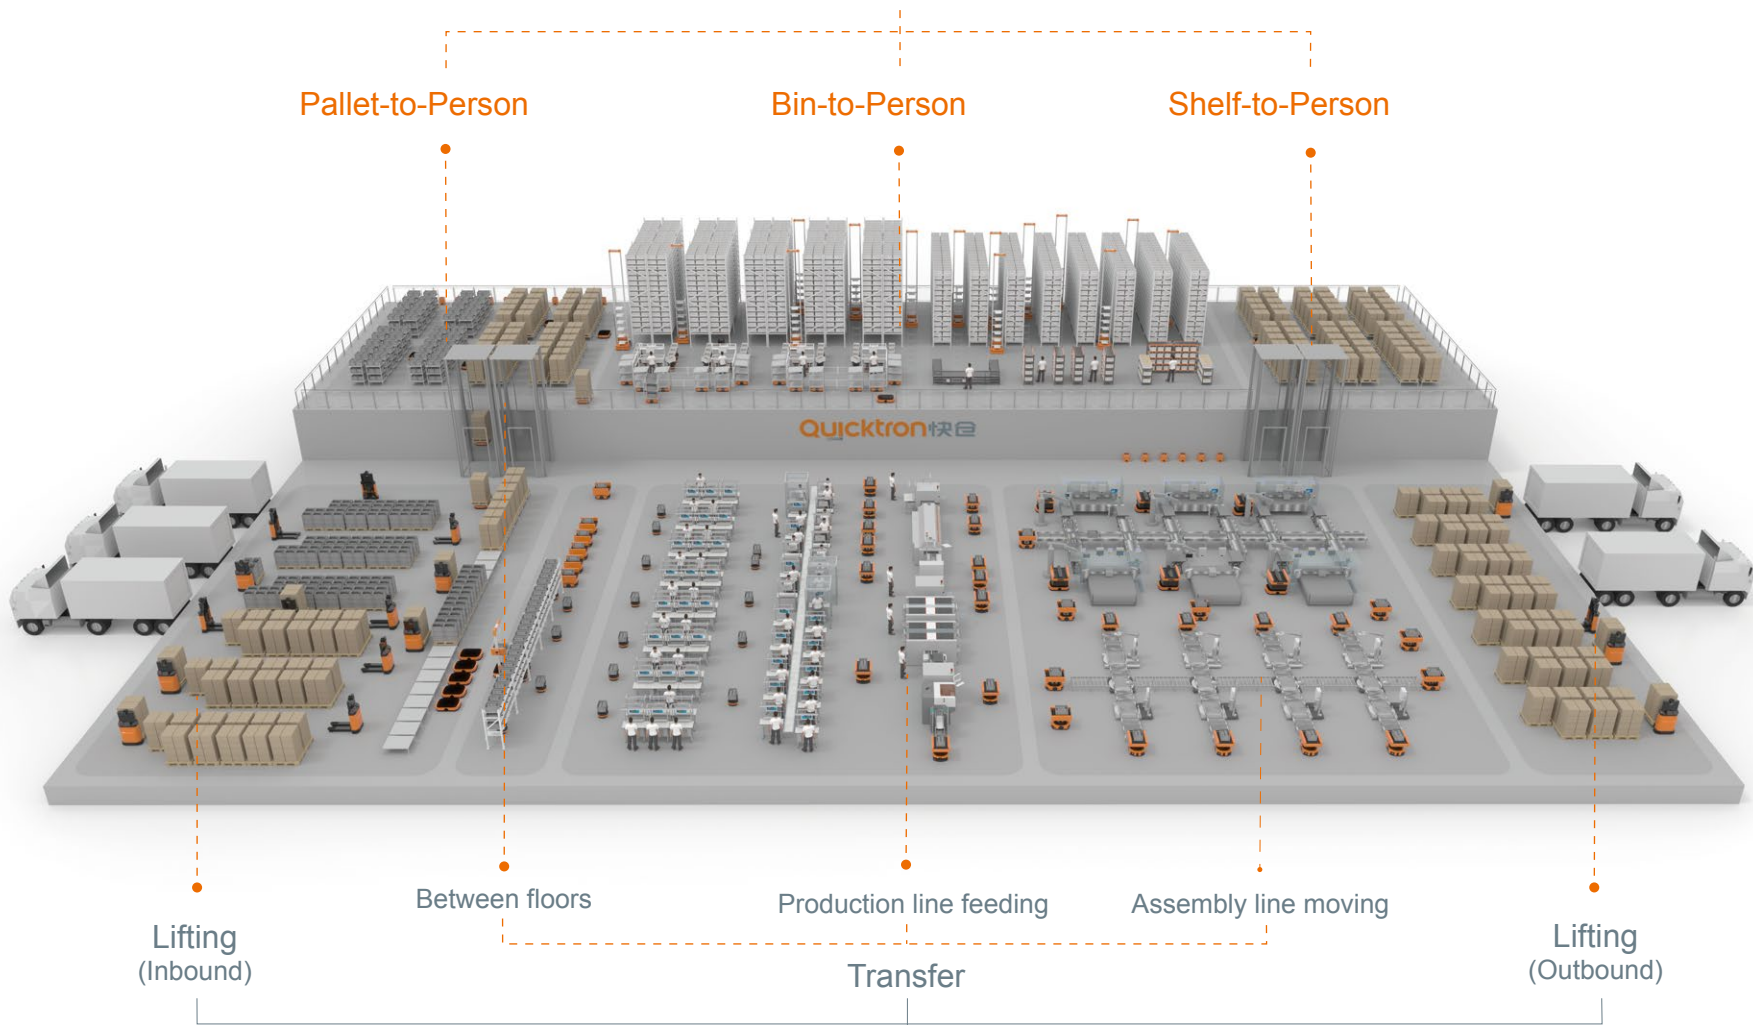 Pallet-to-Person
Bin-to-Person
Shelf-to-Person
Quicktron快仓
Between floors
Production line feeding
Assembly line moving
Lifting
(Inbound)
Transfer
Lifting
(Outbound)